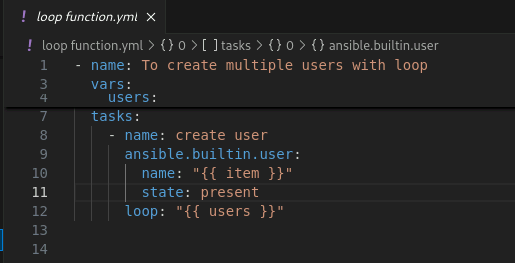 ! loop function.yml ×
! loop function.yml > {} 0 > [ ] tasks > {} 0 > {} ansible.builtin.user
1 - name: To create multiple users with loop
3 vars:
4 users:
7 tasks:
8 - name: create user
9 ansible.builtin.user:
10 name: "{{ item }}"
11 state: present
12 loop: "{{ users }}"
13
14